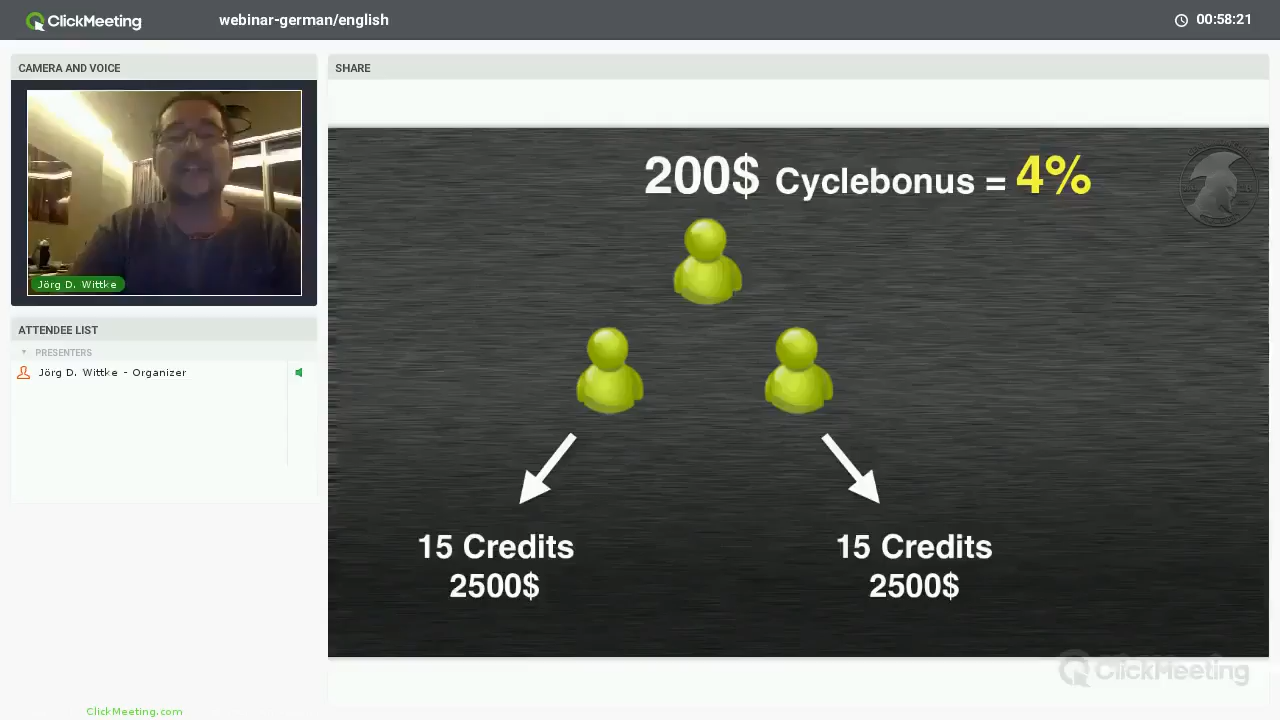 ClickMeeting
webinar-german/english
00:58:21
CAMERA AND VOICE
Jörg D. Wittke
ATTENDEE LIST
PRESENTERS
Jörg D. Wittke - Organizer
ClickMeeting.com
SHARE
200$ Cyclebonus = 4%
15 Credits
2500$
15 Credits
2500$
ClickMeeting